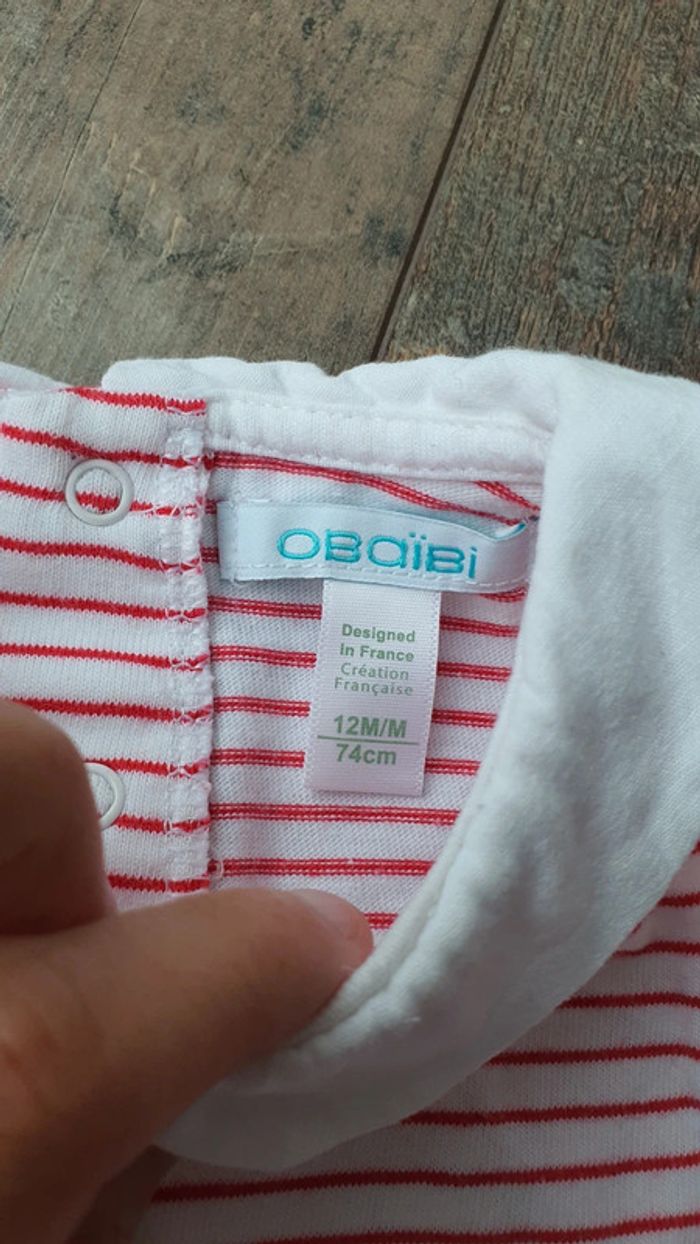 OBaïBi
Designed
In France
Création
Française
12M/M
74cm